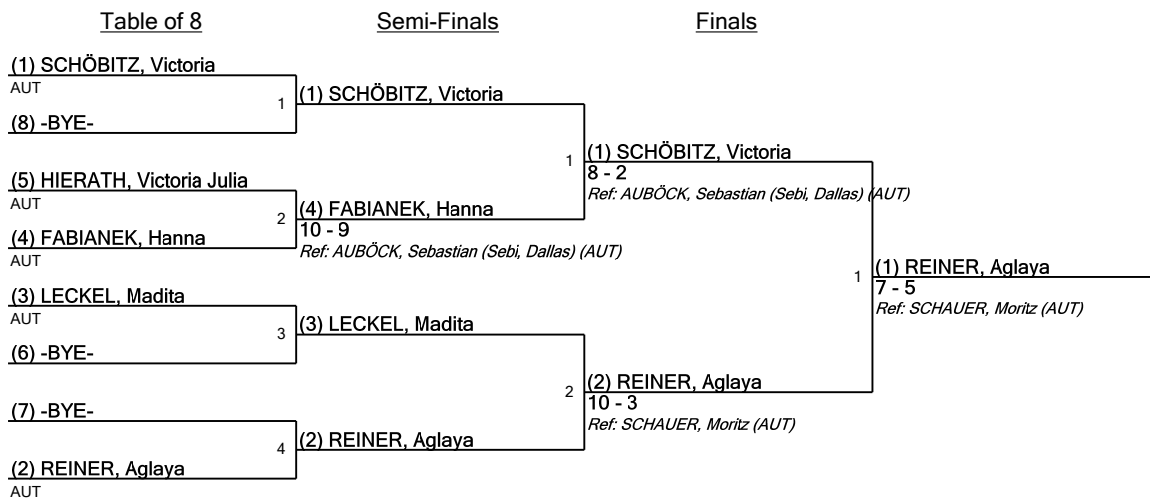 Table of 8
Semi-Finals
Finals
(1) SCHÖBITZ, Victoria
AUT
1
(8) -BYE-
(5) HIERATH, Victoria Julia
AUT
2
(4) FABIANEK, Hanna
AUT
(3) LECKEL, Madita
AUT
3
(6) -BYE-
(7) -BYE-
4
(2) REINER, Aglaya
AUT
(1) SCHÖBITZ, Victoria
1
(4) FABIANEK, Hanna
10 - 9
Ref: AUBÖCK, Sebastian (Sebi, Dallas) (AUT)
(3) LECKEL, Madita
2
(2) REINER, Aglaya
(1) SCHÖBITZ, Victoria
8 - 2
Ref: AUBÖCK, Sebastian (Sebi, Dallas) (AUT)
1
(2) REINER, Aglaya
10 - 3
Ref: SCHAUER, Moritz (AUT)
(1) REINER, Aglaya
7 - 5
Ref: SCHAUER, Moritz (AUT)